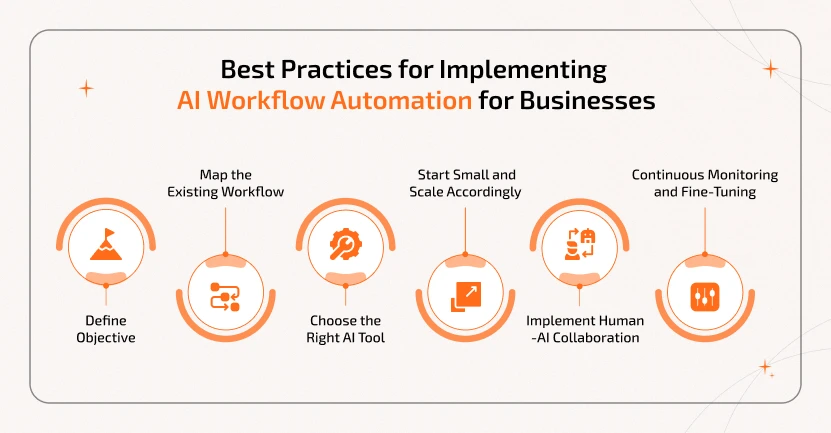 Best Practices for Implementing
AI Workflow Automation for Businesses
Define
Objective
Map the
Existing Workflow
Choose the
Right AI Tool
Start Small and
Scale Accordingly
Implement Human
-AI Collaboration
Continuous Monitoring
and Fine-Tuning